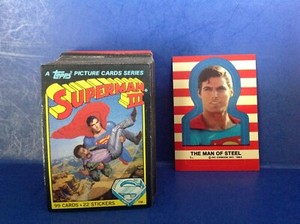 A Topps PICTURE CARDS SERIES
SUPERMAN III
99 CARDS • 22 STICKERS
THE MAN OF STEEL